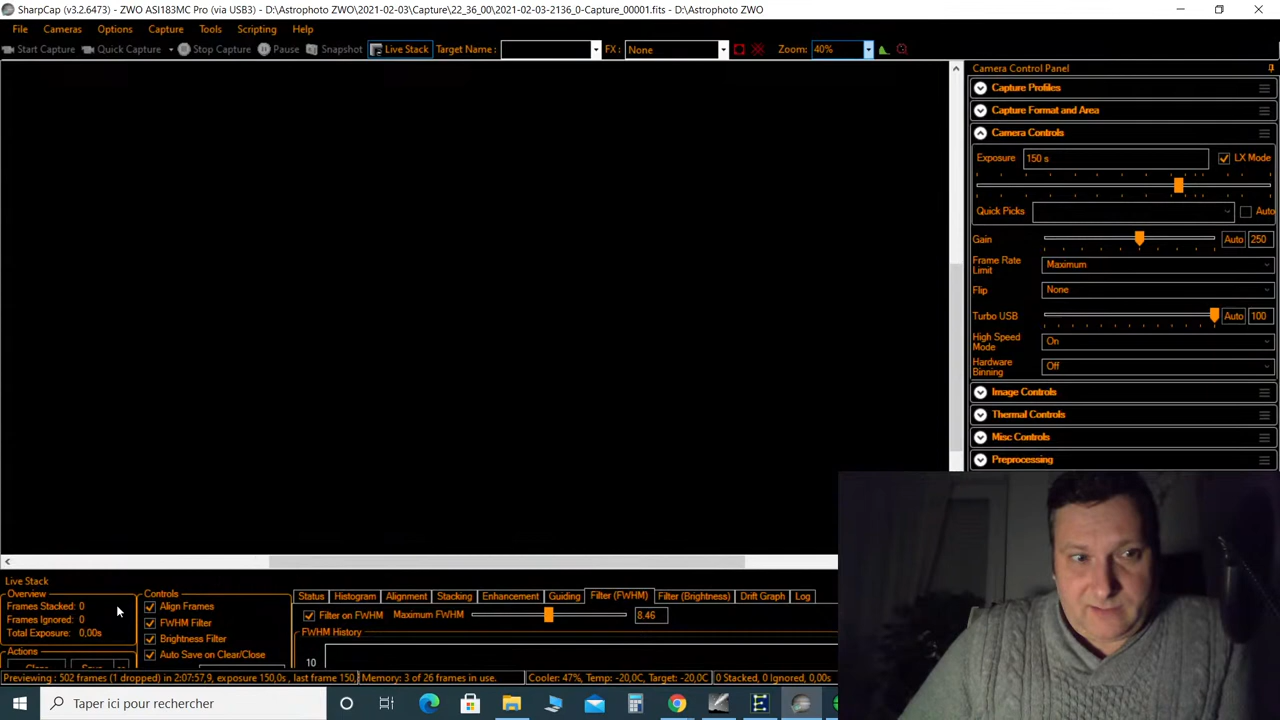 SharpCap (v3.2.6473) - ZWO ASI183MC Pro (via USB3) - D:\Astrophoto ZWO\2021-02-03\Capture\22_36_00\2021-02-03-2136_0-Capture_00001.fits - D:\Astrophoto ZWO
File Cameras Options Capture Tools Scripting Help
Start Capture Quick Capture Stop Capture Pause Snapshot Live Stack Target Name : FX : None Zoom: 40%
Camera Control Panel
Capture Profiles
Capture Format and Area
Camera Controls
Exposure 150 s LX Mode
Quick Picks Auto
Gain Auto 250
Frame Rate Limit Maximum
Flip None
Turbo USB Auto 100
High Speed Mode On
Hardware Binning Off
Image Controls
Thermal Controls
Misc Controls
Preprocessing
Live Stack
Overview
Frames Stacked: 0
Frames Ignored: 0
Total Exposure: 0,00s
Actions
Clear Save
Controls
Align Frames
FWHM Filter
Brightness Filter
Auto Save on Clear/Close
Status Histogram Alignment Stacking Enhancement Guiding Filter (FWHM) Filter (Brightness) Drift Graph Log
Filter on FWHM Maximum FWHM 8.46
FWHM History
10
Previewing : 502 frames (1 dropped) in 2:07:57,9, exposure 150,0s , last frame 150, Memory: 3 of 26 frames in use. Cooler: 47%, Temp: -20,0C, Target: -20,0C 0 Stacked, 0 Ignored, 0,00s
Taper ici pour rechercher